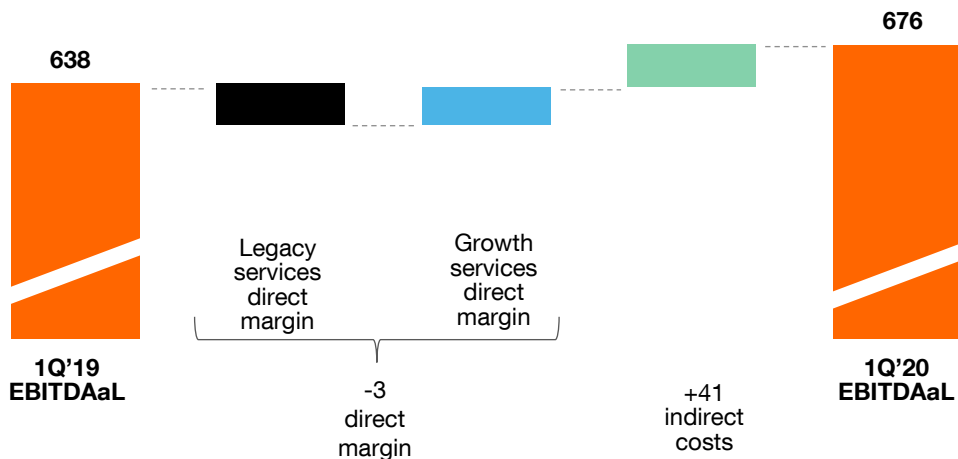 638
676
Legacy
services
direct
margin
Growth
services
direct
margin
1Q’19
EBITDAaL
-3
direct
margin
+41
indirect
costs
1Q’20
EBITDAaL